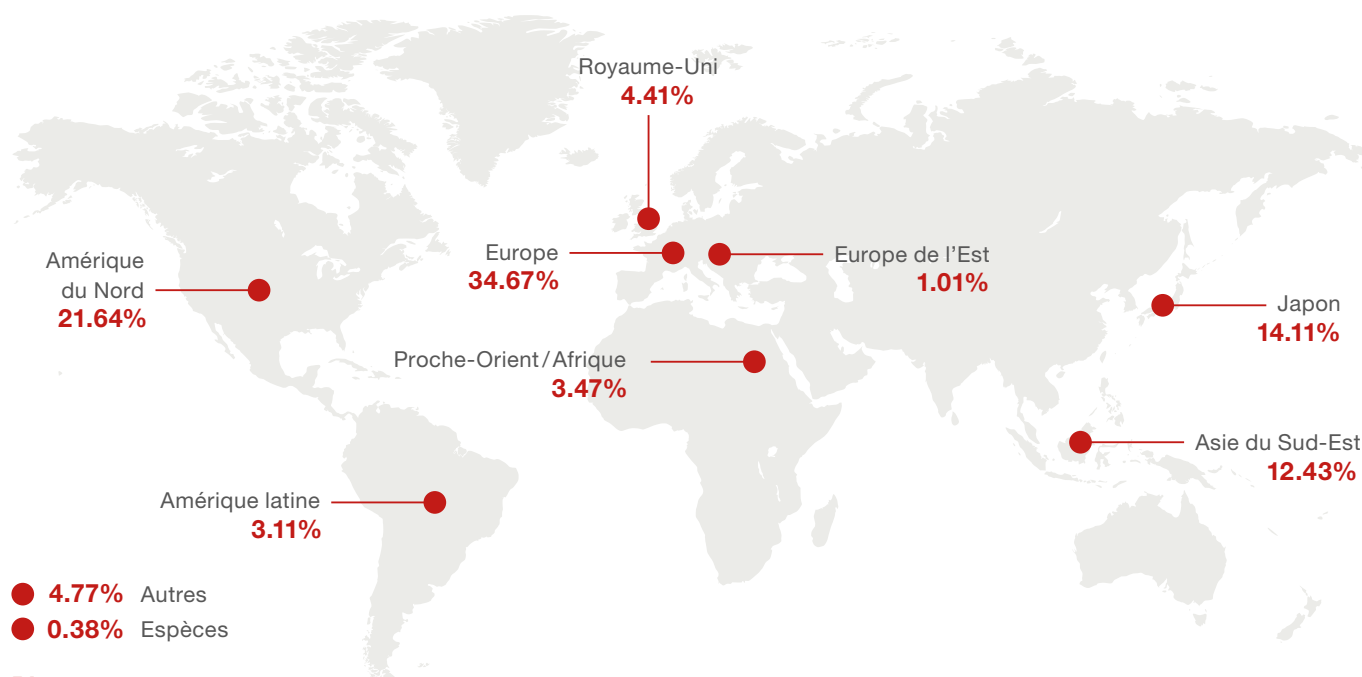 Royaume-Uni
4.41%
Europe
34.67%
Europe de l’Est
1.01%
Amérique
du Nord
21.64%
Japon
14.11%
Proche-Orient/Afrique
3.47%
Asie du Sud-Est
12.43%
Amérique latine
3.11%
4.77% Autres
0.38% Espèces